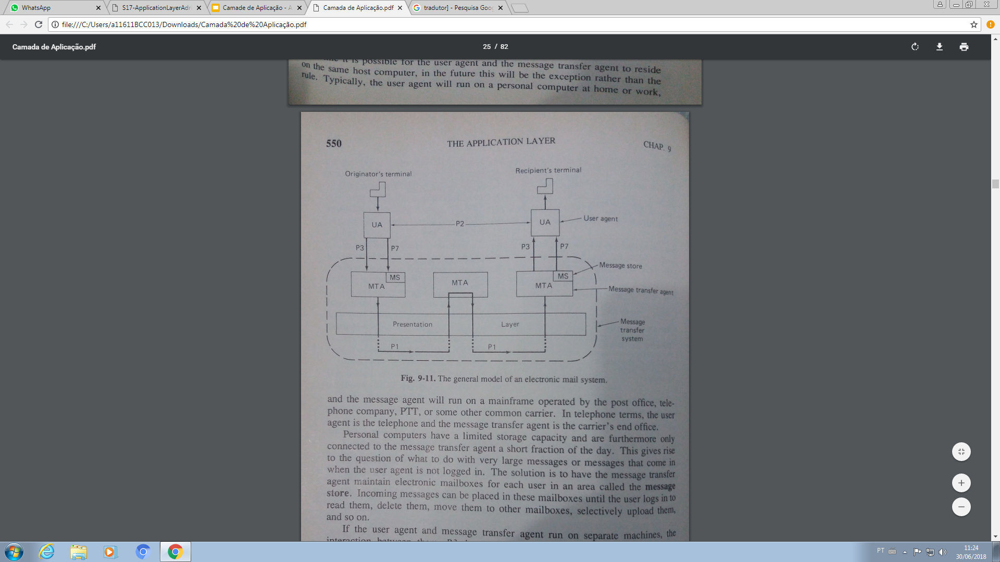 WhatsApp
S17-ApplicationLayerAdri
Camade de Aplicação - A
Camada de Aplicação.pdf
tradutor] - Pesquisa Goo
file:///C:/Users/a11611BCC013/Downloads/Camada%20de%20Aplicação.pdf
Camada de Aplicação.pdf
25 / 82
it is possible for the user agent and the message transfer agent to reside
on the same host computer, in the future this will be the exception rather than the
rule. Typically, the user agent will run on a personal computer at home or work,
550
THE APPLICATION LAYER
CHAP. 9
Originator's terminal
Recipient's terminal
UA
P2
UA
User agent
P3
P7
P3
P7
Message store
MS
MTA
MTA
MS
MTA
Message transfer agent
Presentation
Layer
Message
transfer
system
P1
P1
Fig. 9-11. The general model of an electronic mail system.
and the message agent will run on a mainframe operated by the post office, tele-
phone company, PTT, or some other common carrier. In telephone terms, the user
agent is the telephone and the message transfer agent is the carrier's end office.
Personal computers have a limited storage capacity and are furthermore only
connected to the message transfer agent a short fraction of the day. This gives rise
to the question of what to do with very large messages or messages that come in
when the user agent is not logged in. The solution is to have the message transfer
agent maintain electronic mailboxes for each user in an area called the message
store. Incoming messages can be placed in these mailboxes until the user logs in to
read them, delete them, move them to other mailboxes, selectively upload them,
and so on.
If the user agent and message transfer agent run on separate machines, the
PT
11:24
30/06/2018